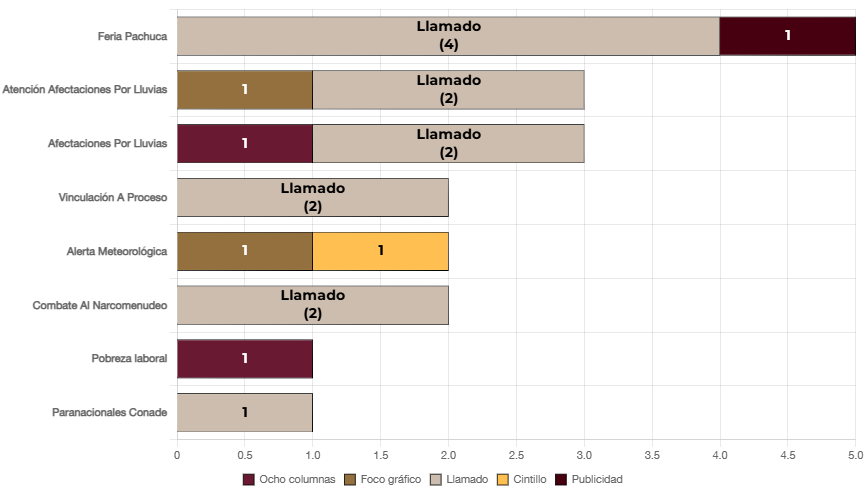 Feria Pachuca
Llamado
(4)
1
Atención Afectaciones Por Lluvias
1
Llamado
(2)
Afectaciones Por Lluvias
1
Llamado
(2)
Vinculación A Proceso
Llamado
(2)
Alerta Meteorológica
1
1
Combate Al Narcomenudeo
Llamado
(2)
Pobreza laboral
1
Paranacionales Conade
1
0 0.5 1.0 1.5 2.0 2.5 3.0 3.5 4.0 4.5 5.0
Ocho columnas Foco gráfico Llamado Cintillo Publicidad